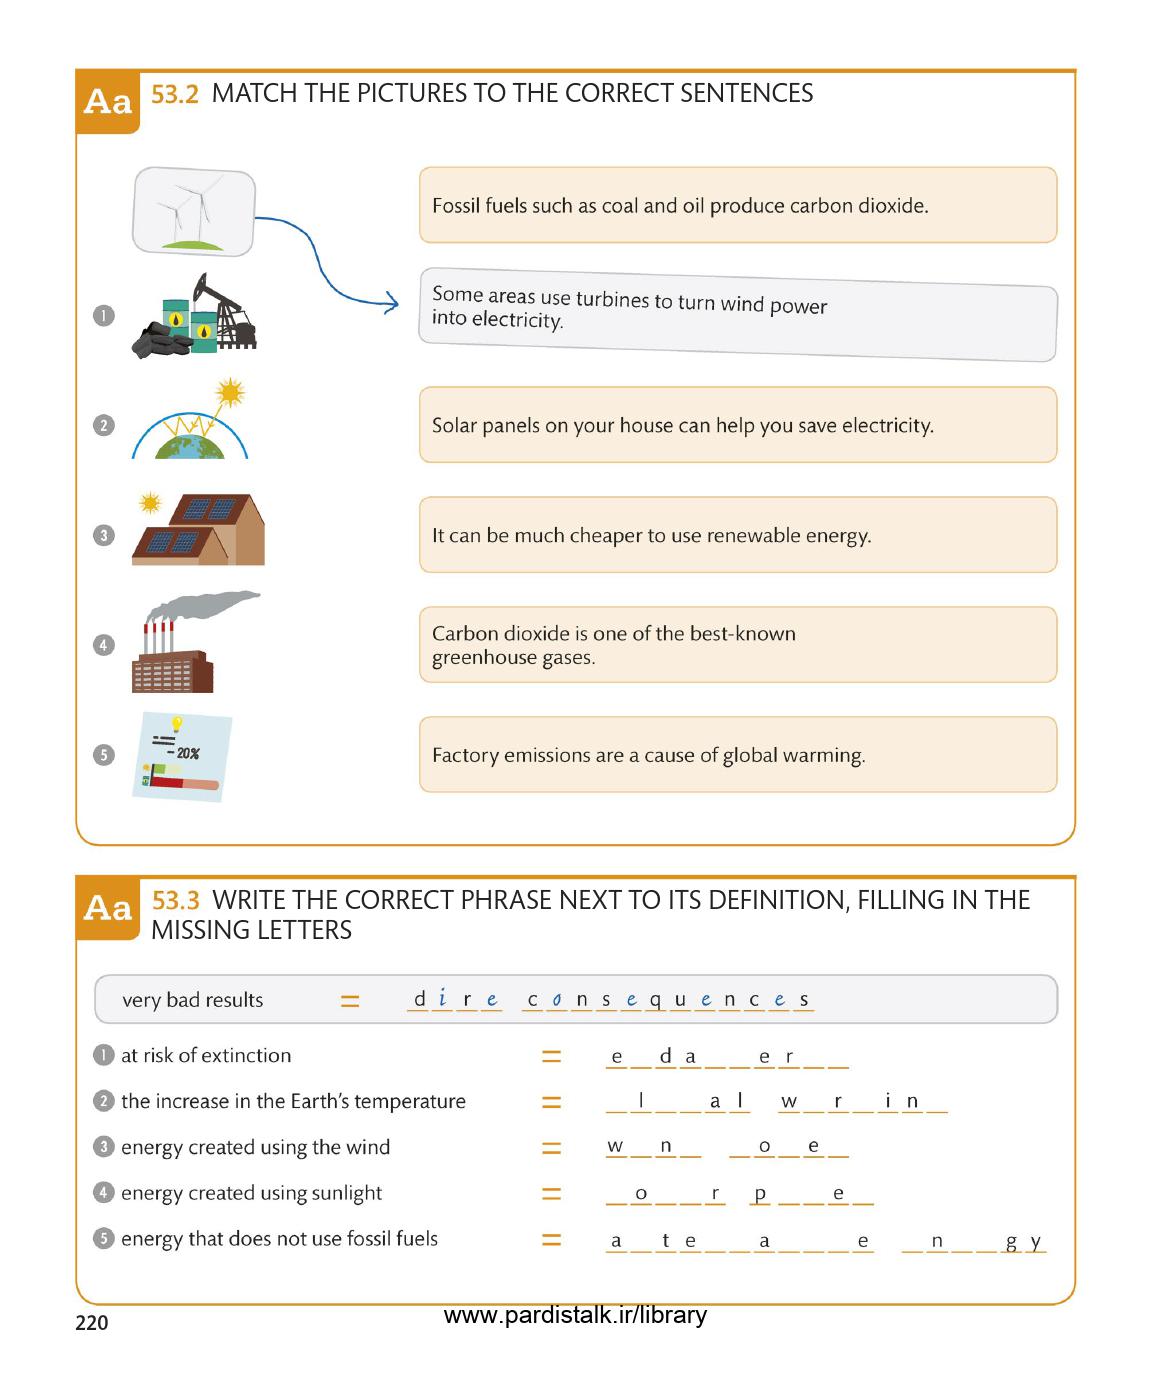 Aa 53.2 MATCH THE PICTURES TO THE CORRECT SENTENCES
Fossil fuels such as coal and oil produce carbon dioxide.
1
Some areas use turbines to turn wind power
into electricity.
2
Solar panels on your house can help you save electricity.
3
It can be much cheaper to use renewable energy.
4
Carbon dioxide is one of the best-known
greenhouse gases.
5
– 20%
Factory emissions are a cause of global warming.
Aa 53.3 WRITE THE CORRECT PHRASE NEXT TO ITS DEFINITION, FILLING IN THE
MISSING LETTERS
very bad results = dire consequences
1 at risk of extinction = e _ d a _ _ e r _ _
2 the increase in the Earth's temperature = _ l _ _ a l w _ r _ i n _
3 energy created using the wind = w _ n _ _ o _ e _
4 energy created using sunlight = _ o _ _ r p _ _ e _
5 energy that does not use fossil fuels = a _ t e _ _ a _ _ _ e _ n _ _ g y
220
www.pardistalk.ir/library